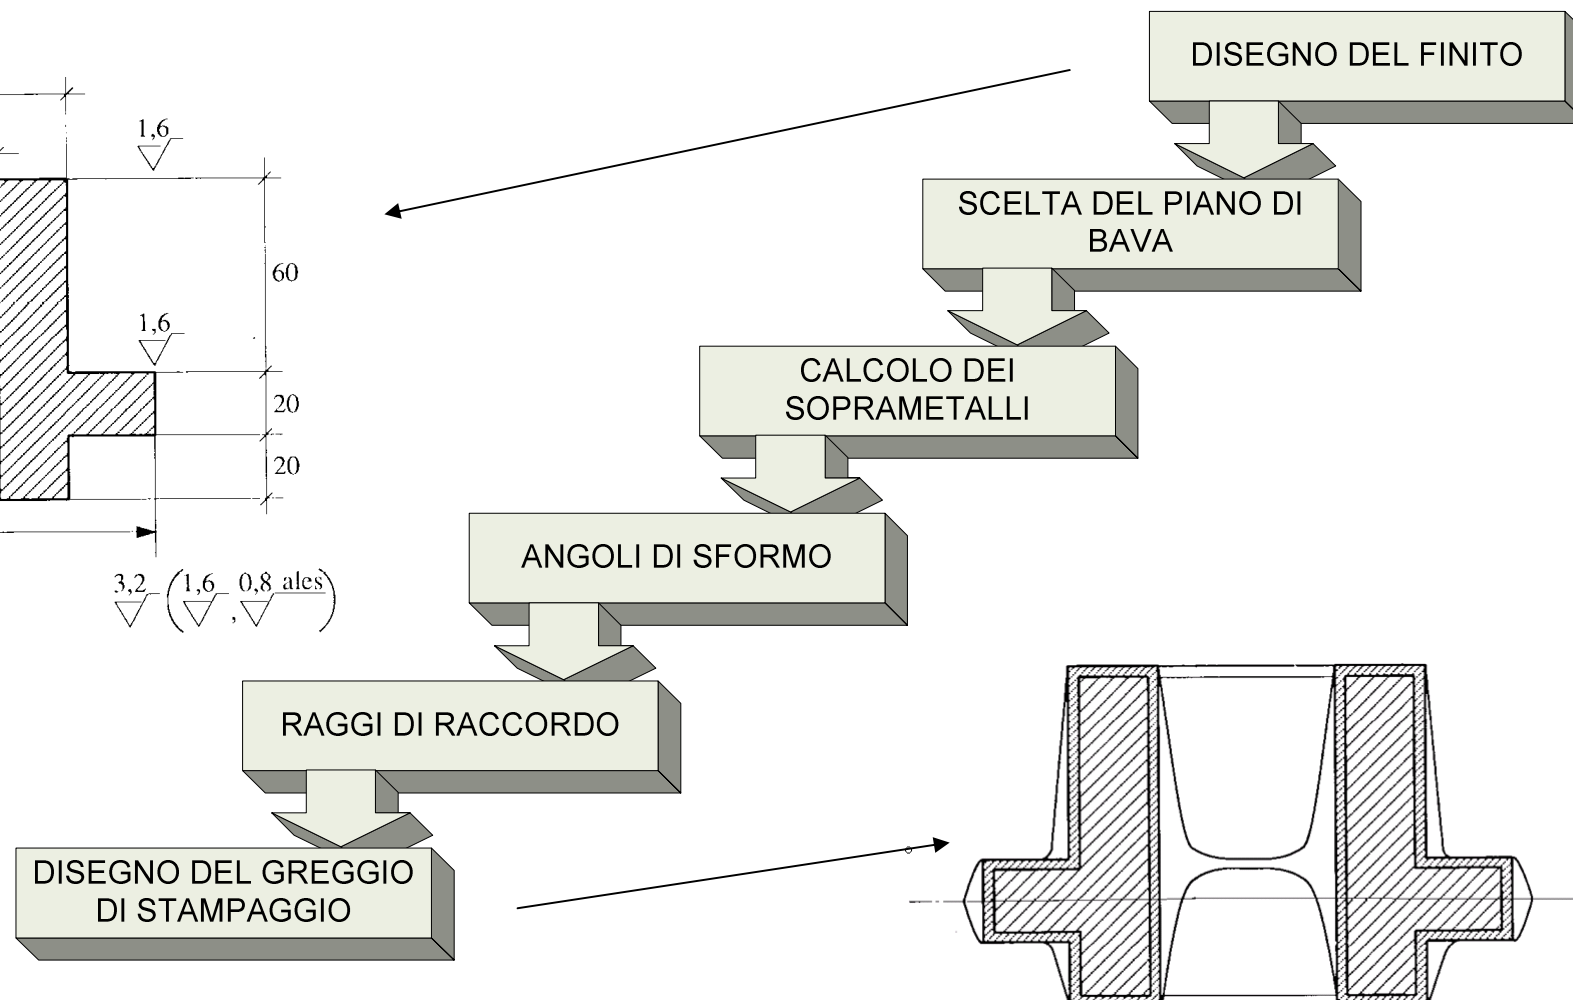 DISEGNO DEL FINITO
SCELTA DEL PIANO DI
BAVA
CALCOLO DEI
SOPRAMETALLI
ANGOLI DI SFORMO
RAGGI DI RACCORDO
DISEGNO DEL GREGGIO
DI STAMPAGGIO
1,6
60
1,6
20
20
3,2 (1,6 , 0,8 ales)